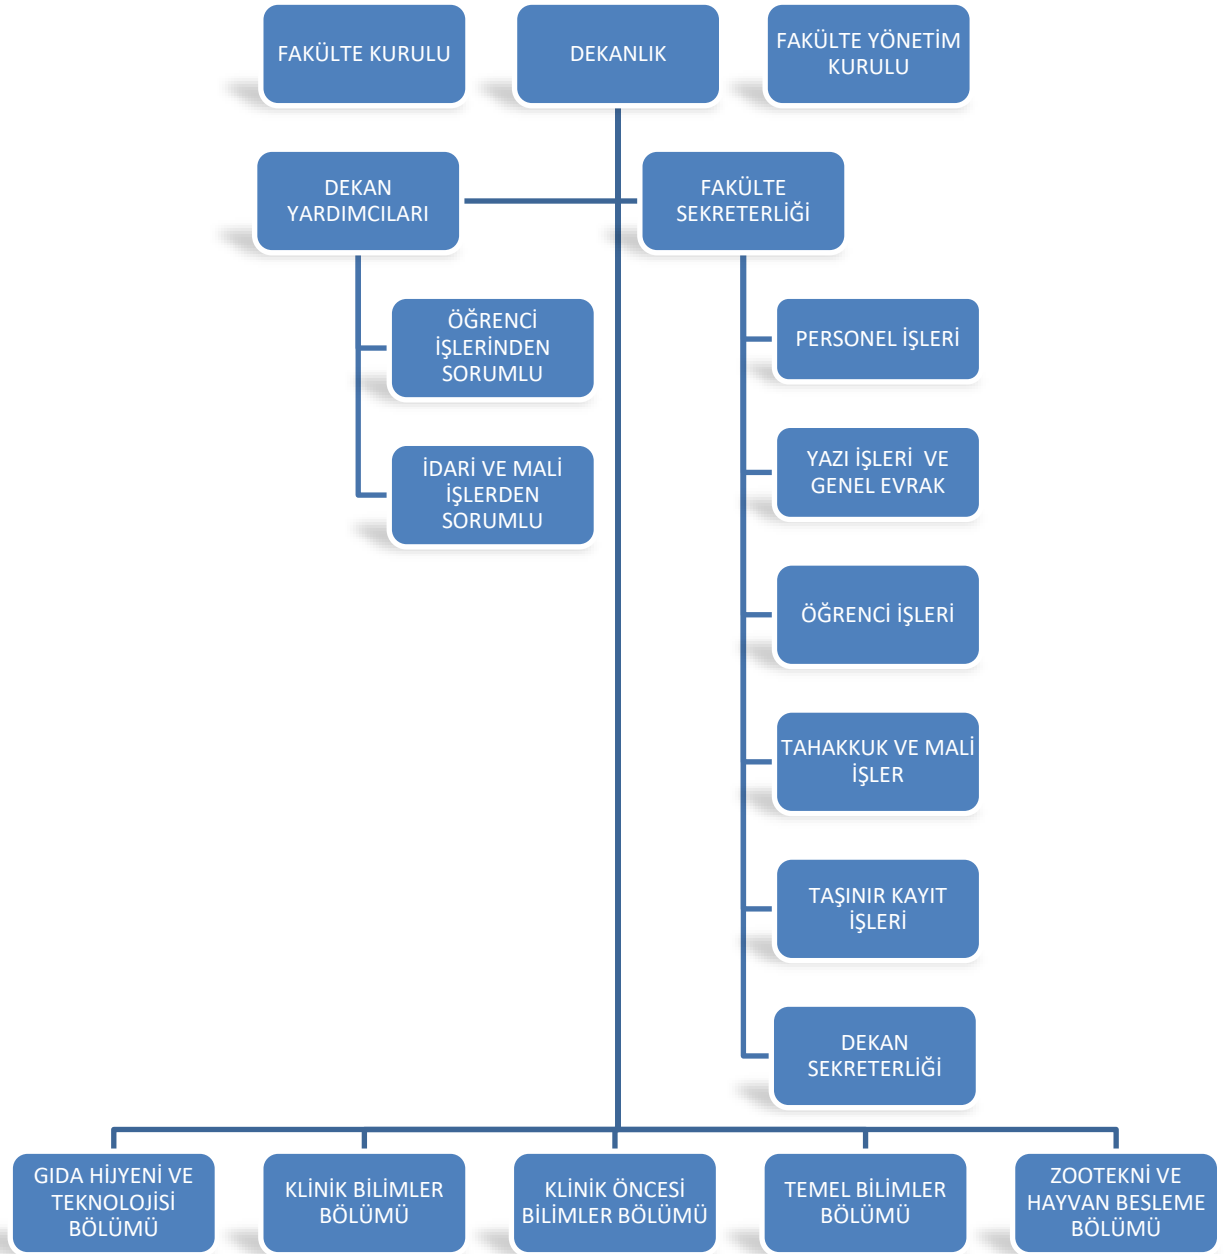 FAKÜLTE KURULU
DEKANLIK
FAKÜLTE YÖNETİM
KURULU
DEKAN
YARDIMCILARI
FAKÜLTE
SEKRETERLİĞİ
ÖĞRENCİ
İŞLERİNDEN
SORUMLU
İDARİ VE MALİ
İŞLERDEN
SORUMLU
PERSONEL İŞLERİ
YAZI İŞLERİ  VE
GENEL EVRAK
ÖĞRENCİ İŞLERİ
TAHAKKUK VE MALİ
İŞLER
TAŞINIR KAYIT
İŞLERİ
DEKAN
SEKRETERLİĞİ
GIDA HİJYENİ VE
TEKNOLOJİSİ
BÖLÜMÜ
KLİNİK BİLİMLER
BÖLÜMÜ
KLİNİK ÖNCESİ
BİLİMLER BÖLÜMÜ
TEMEL BİLİMLER
BÖLÜMÜ
ZOOTEKNİ VE
HAYVAN BESLEME
BÖLÜMÜ